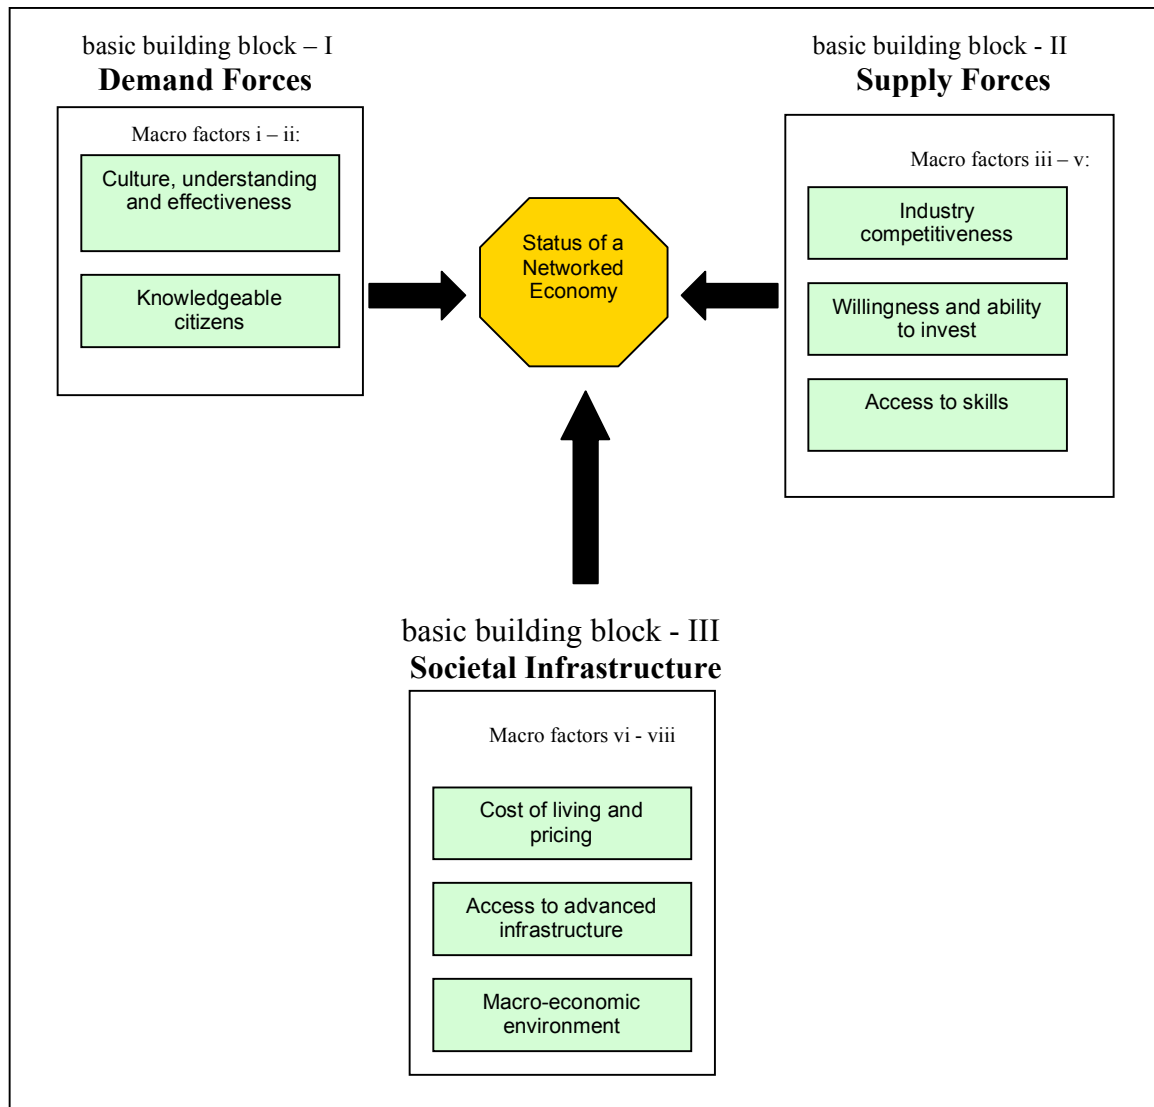 basic building block – I
Demand Forces
Macro factors i – ii:
Culture, understanding
and effectiveness
Knowledgeable
citizens
Status of a
Networked
Economy
basic building block - II
Supply Forces
Macro factors iii – v:
Industry
competitiveness
Willingness and ability
to invest
Access to skills
basic building block - III
Societal Infrastructure
Macro factors vi - viii
Cost of living and
pricing
Access to advanced
infrastructure
Macro-economic
environment